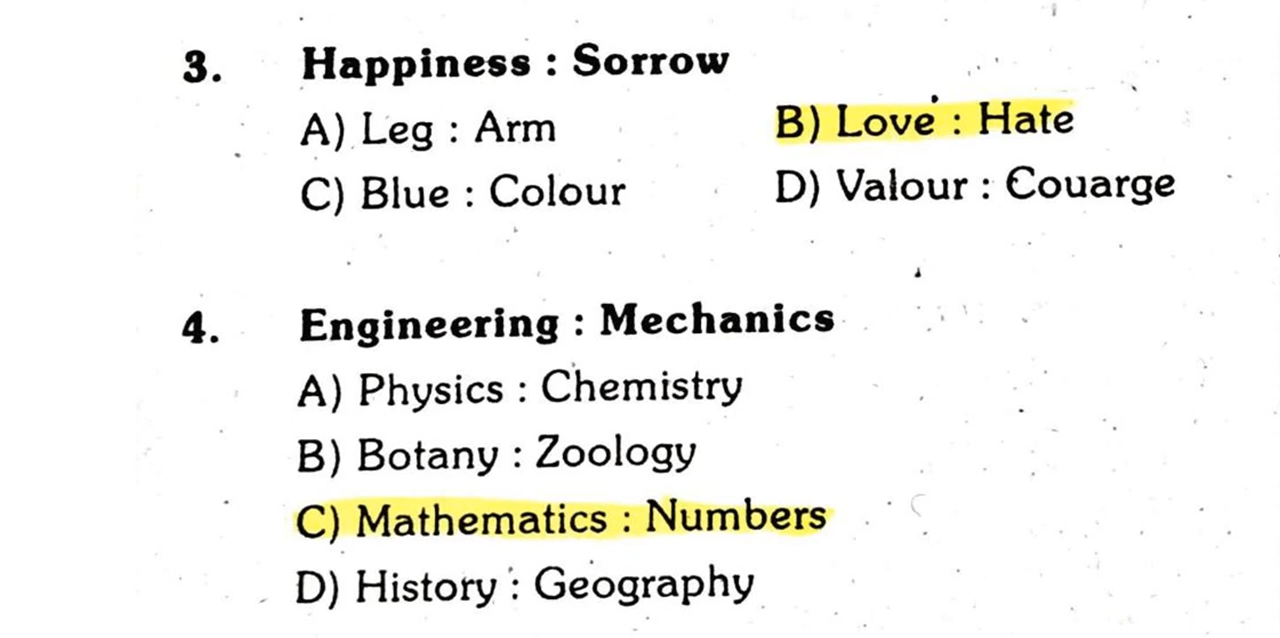 3. Happiness : Sorrow
A) Leg : Arm B) Love : Hate
C) Blue : Colour D) Valour : Couarge
4. Engineering : Mechanics
A) Physics : Chemistry
B) Botany : Zoology
C) Mathematics : Numbers
D) History : Geography